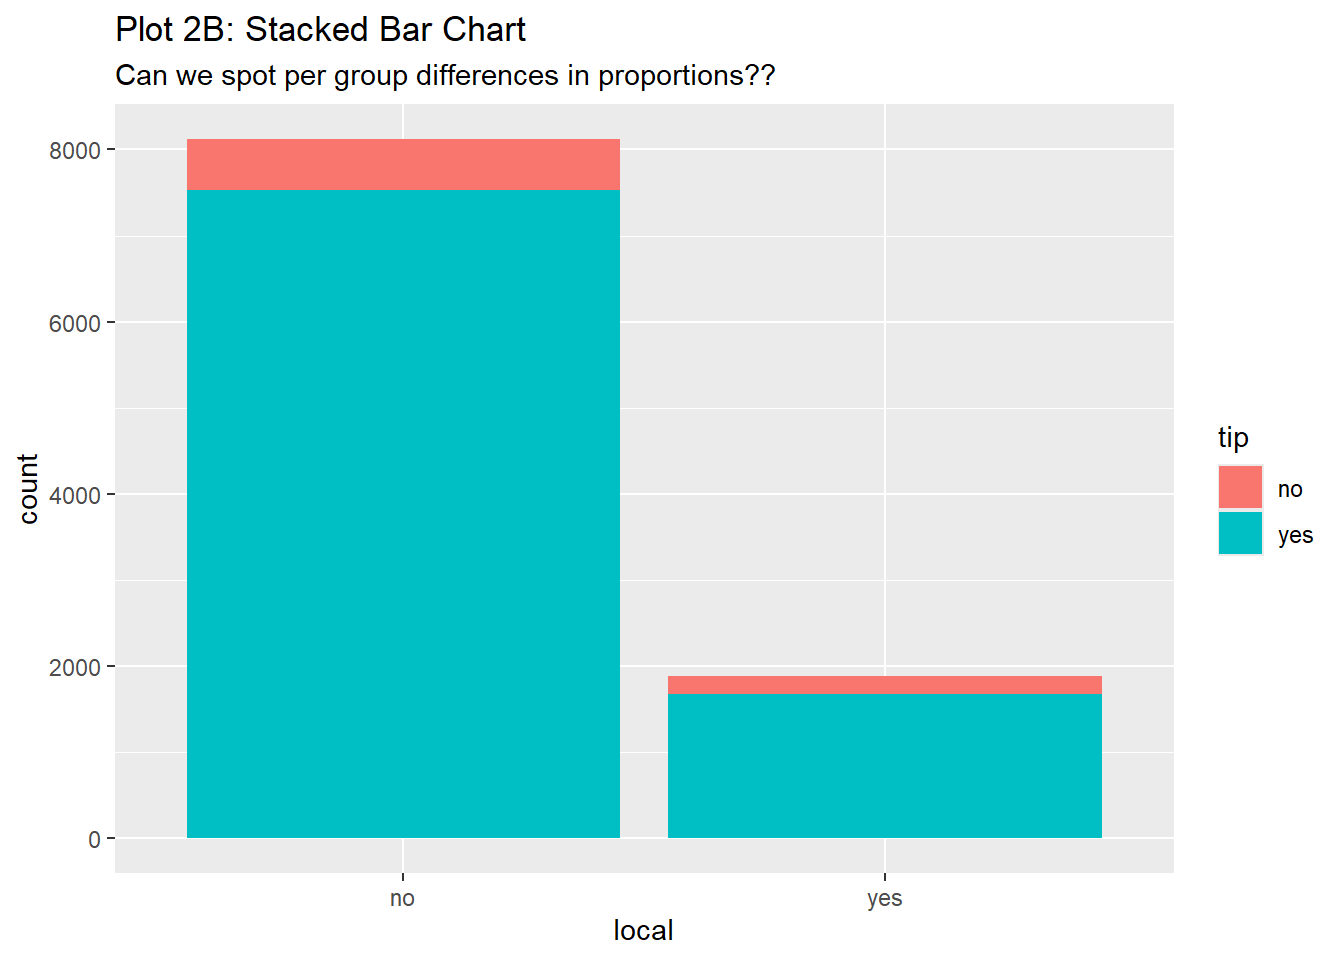 Plot 2B: Stacked Bar Chart
Can we spot per group differences in proportions??
8000
6000
4000
2000
0
count
no
yes
local
tip
no
yes